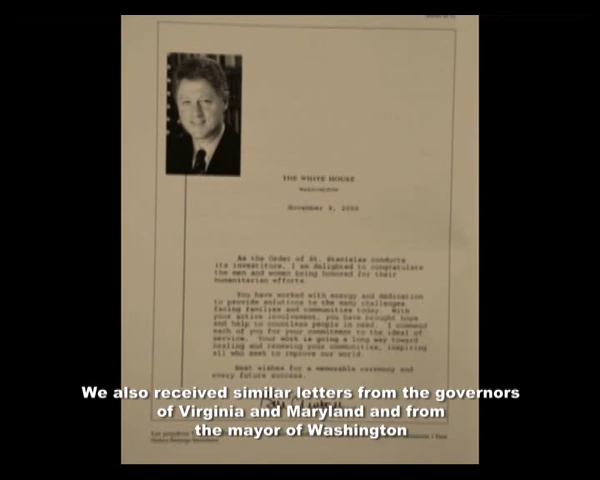 THE WHITE HOUSE
WASHINGTON
November 9, 2000
As the Order of St. Stanislas conducts
its investiture, I am delighted to congratulate
the men and women being honored for their
humanitarian efforts.
You have worked with energy and dedication
to provide solutions to the many challenges
facing families and communities today. With
your active involvement, you have brought hope
and help to countless people in need. I commend
each of you for your commitment to the ideal of
service. Your work is going a long way toward
healing and renewing your communities, inspiring
all who seek to improve our world.
Best wishes for a memorable ceremony and
every future success.
We also received similar letters from the governors
of Virginia and Maryland and from
the mayor of Washington